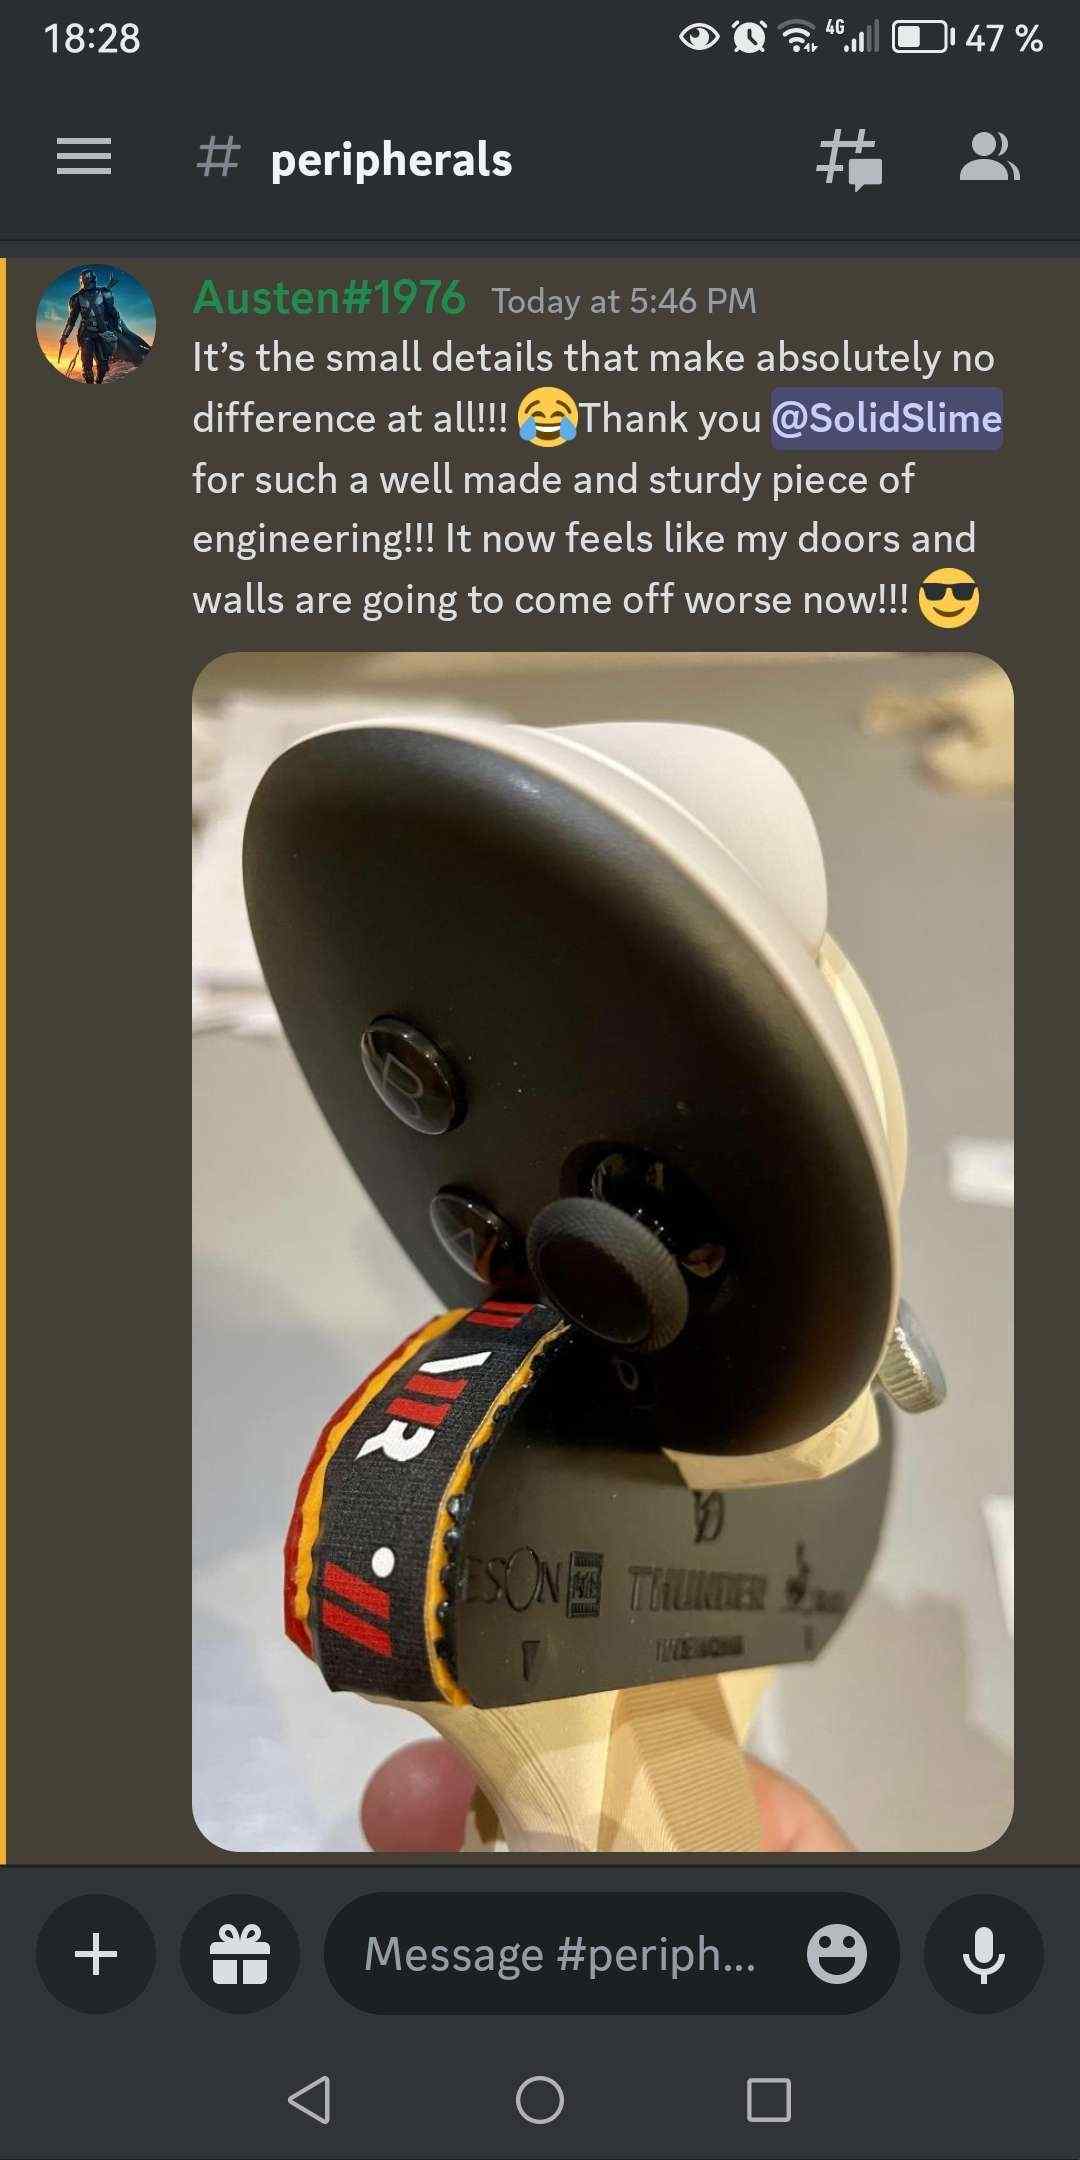 18:28
4G
47 %
# peripherals
Austen#1976 Today at 5:46 PM
It’s the small details that make absolutely no
difference at all!!! 😂Thank you @SolidSlime
for such a well made and sturdy piece of
engineering!!! It now feels like my doors and
walls are going to come off worse now!!! 😎
B
A
VIR
THUNDER
Message #periph...